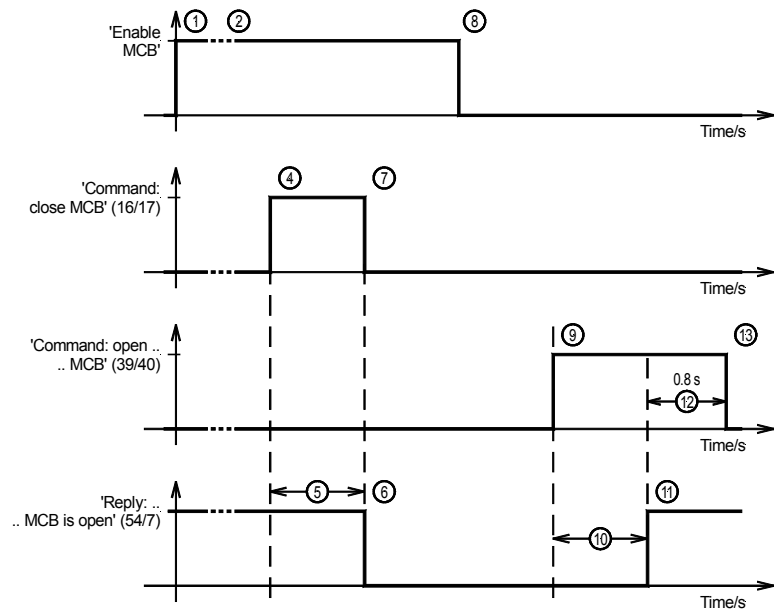 'Enable
MCB'
1
2
8
Time/s
'Command:
close MCB' (16/17)
4
7
Time/s
'Command: open ..
.. MCB' (39/40)
9
13
0.8 s
12
Time/s
'Reply: ..
.. MCB is open' (54/7)
5
6
10
11
Time/s